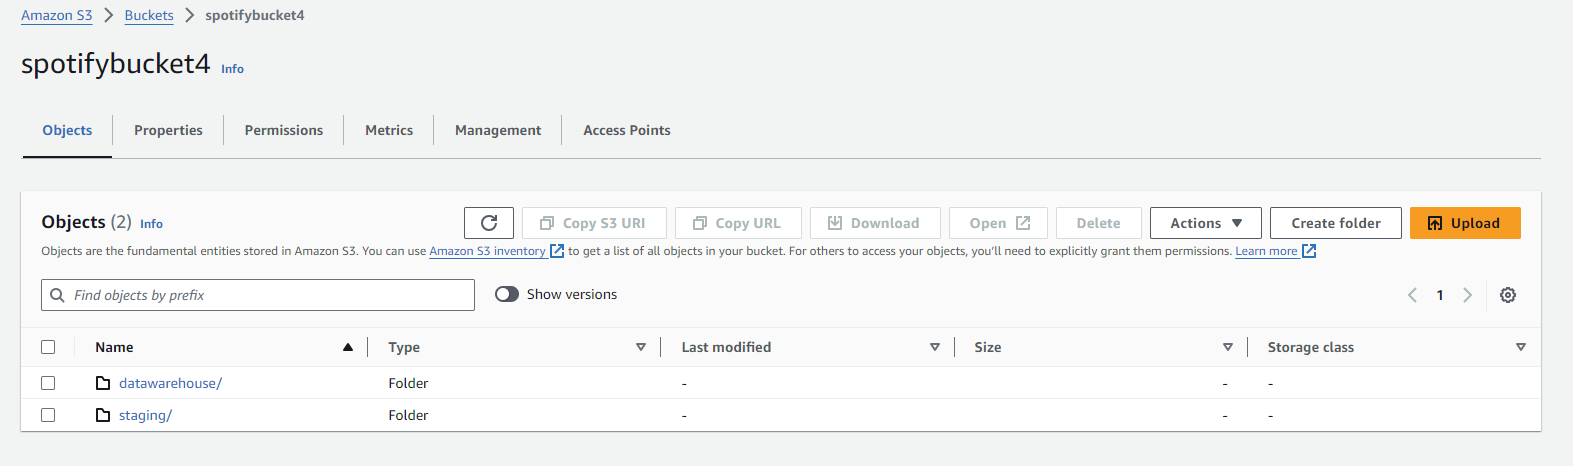 Amazon S3 > Buckets > spotifybucket4
spotifybucket4 Info
Objects Properties Permissions Metrics Management Access Points
Objects (2) Info Copy S3 URI Copy URL Download Open Delete Actions Create folder Upload
Objects are the fundamental entities stored in Amazon S3. You can use Amazon S3 inventory to get a list of all objects in your bucket. For others to access your objects, you'll need to explicitly grant them permissions. Learn more
Find objects by prefix Show versions < 1 >
Name Type Last modified Size Storage class
datawarehouse/ Folder - - -
staging/ Folder - - -